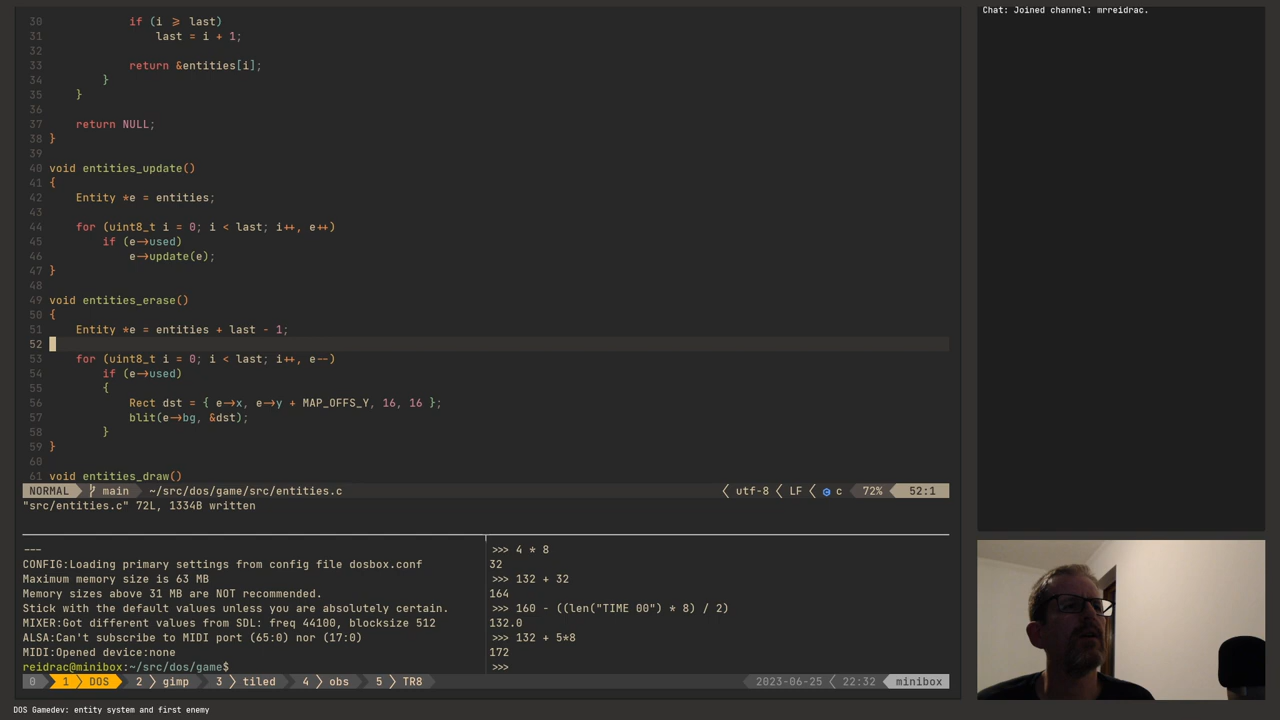 30            if (i ⩾ last)
31                last = i + 1;
32
33            return &entities[i];
34        }
35    }
36
37    return NULL;
38 }
39
40 void entities_update()
41 {
42    Entity *e = entities;
43
44    for (uint8_t i = 0; i < last; i++, e++)
45        if (e->used)
46            e->update(e);
47 }
48
49 void entities_erase()
50 {
51    Entity *e = entities + last - 1;
52
53    for (uint8_t i = 0; i < last; i++, e--)
54        if (e->used)
55        {
56            Rect dst = { e->x, e->y + MAP_OFFS_Y, 16, 16 };
57            blit(e->bg, &dst);
58        }
59 }
60
61 void entities_draw()
NORMAL main ~/src/dos/game/src/entities.c utf-8 LF c 72% 52:1
"src/entities.c" 72L, 1334B written
---
CONFIG:Loading primary settings from config file dosbox.conf
Maximum memory size is 63 MB
Memory sizes above 31 MB are NOT recommended.
Stick with the default values unless you are absolutely certain.
MIXER:Got different values from SDL: freq 44100, blocksize 512
ALSA:Can't subscribe to MIDI port (65:0) nor (17:0)
MIDI:Opened device:none
reidrac@minibox:~/src/dos/game$
>>> 4 * 8
32
>>> 132 + 32
164
>>> 160 - ((len("TIME 00") * 8) / 2)
132.0
>>> 132 + 5*8
172
>>>
0 1 DOS 2 gimp 3 tiled 4 obs 5 TR8 2023-06-25 22:32 minibox
DOS Gamedev: entity system and first enemy
Chat: Joined channel: mrreidrac.